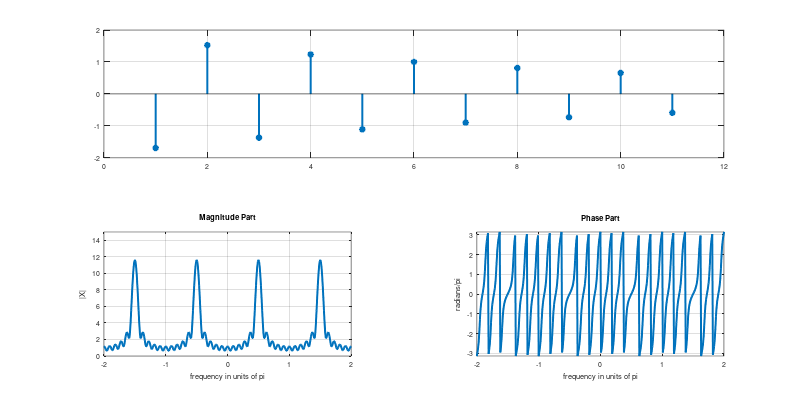 2
1
0
-1
-2
0 2 4 6 8 10 12
Magnitude Part
14
12
10
8
6
4
2
0
|X|
-2 -1 0 1 2
frequency in units of pi
Phase Part
3
2
1
0
-1
-2
-3
radians/pi
-2 -1 0 1 2
frequency in units of pi